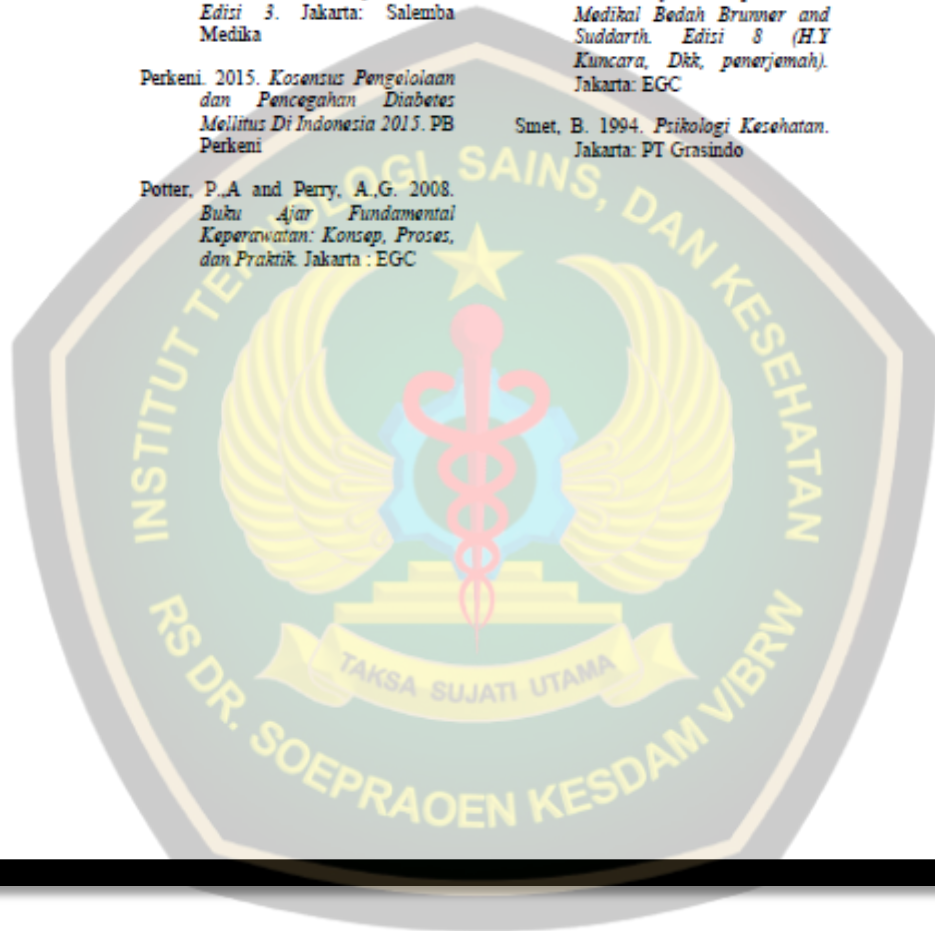 Edisi 3. Jakarta: Salemba
Medika
Perkeni. 2015. Kosensus Pengelolaan
dan Pencegahan Diabetes
Mellitus Di Indonesia 2015. PB
Perkeni
Potter, P.,A and Perry, A.,G. 2008.
Buku Ajar Fundamental
Keperawatan: Konsep, Proses,
dan Praktik. Jakarta : EGC
Medikal Bedah Brunner and
Suddarth. Edisi 8 (H.Y
Kuncara, Dkk, penerjemah).
Jakarta: EGC
Smet, B. 1994. Psikologi Kesehatan.
Jakarta: PT Grasindo
INSTITUT TEKNOLOGI, SAINS, DAN KESEHATAN
TAKSA SUJATI UTAMA
RS DR. SOEPRAOEN KESDAM V/BRW